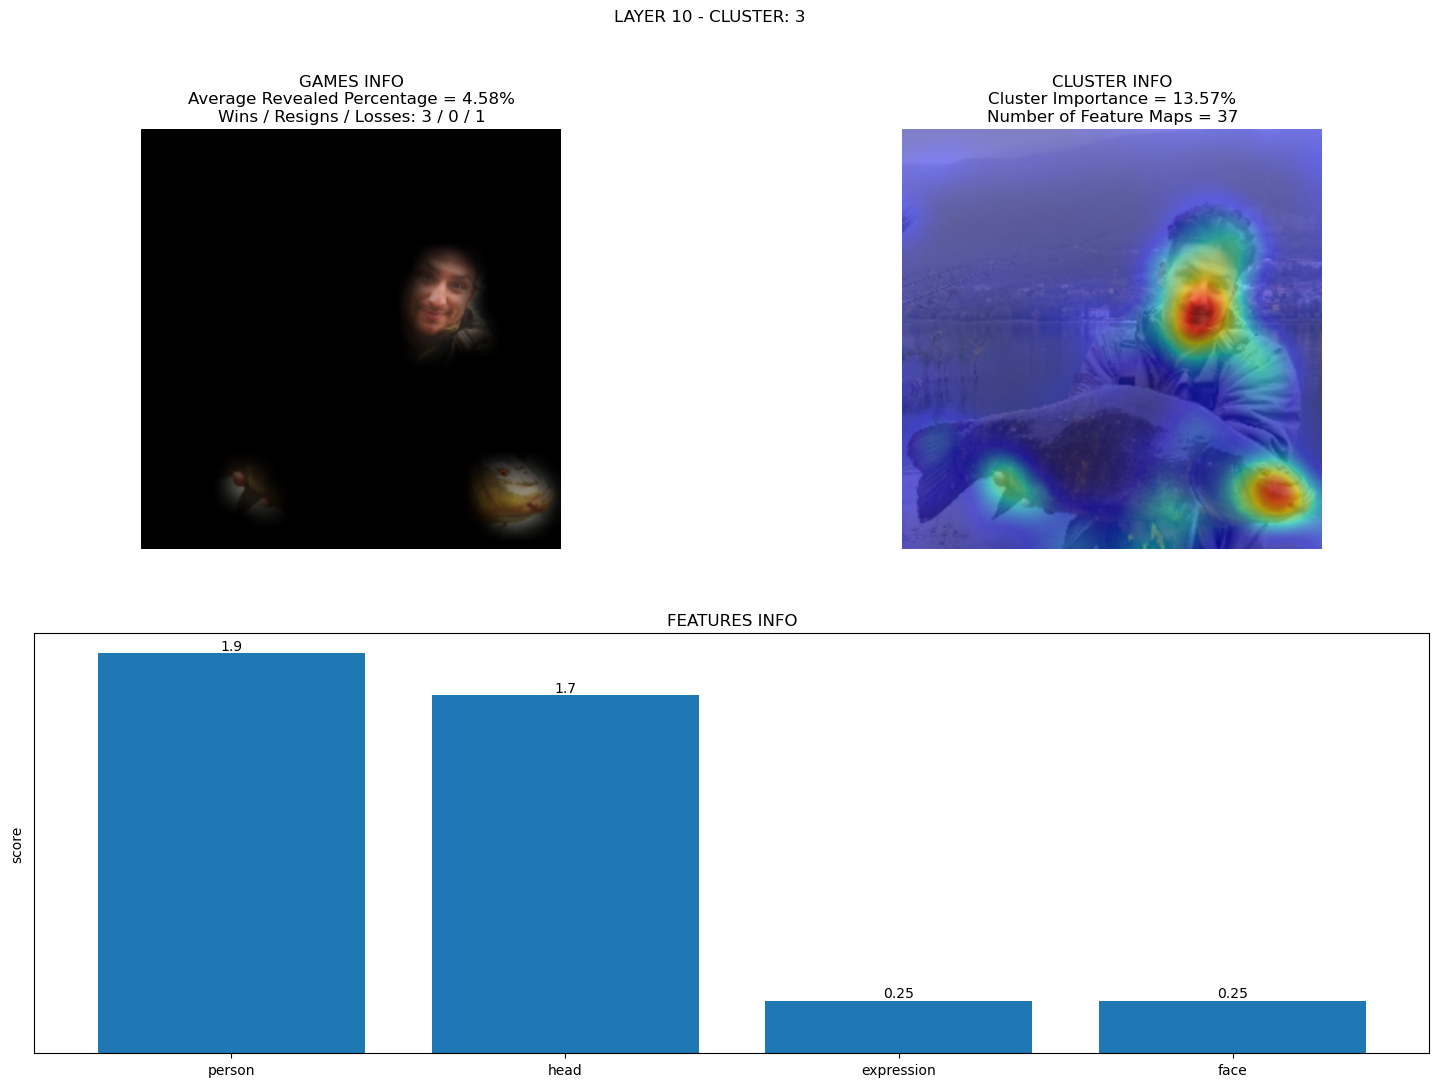 LAYER 10 - CLUSTER: 3
GAMES INFO
Average Revealed Percentage = 4.58%
Wins / Resigns / Losses: 3 / 0 / 1
CLUSTER INFO
Cluster Importance = 13.57%
Number of Feature Maps = 37
FEATURES INFO
score
1.9
1.7
0.25
0.25
person
head
expression
face